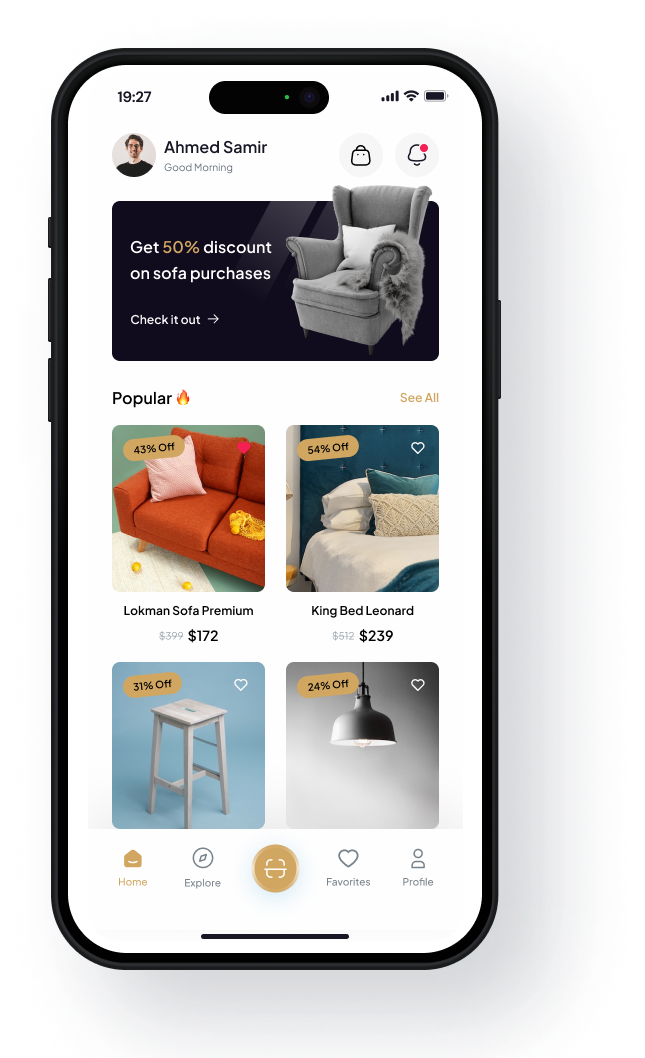 19:27
Ahmed Samir
Good Morning
Get 50% discount
on sofa purchases
Check it out →
Popular 🔥
See All
43% Off
54% Off
Lokman Sofa Premium
King Bed Leonard
$399 $172
$512 $239
31% Off
24% Off
Home
Explore
Favorites
Profile